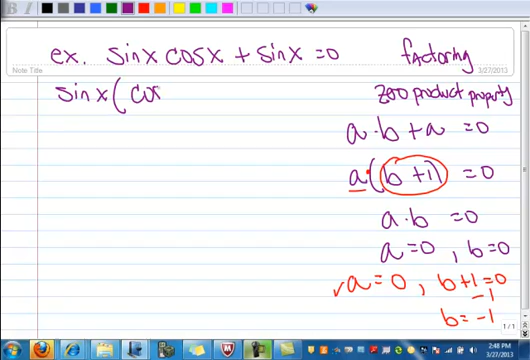 B I U
ex. sinx cosx + sinx = 0 factoring
Note Title
3/27/2013
sinx ( cos
zero product property
a · b + a = 0
a ( b + 1 ) = 0
a · b = 0
a = 0 , b = 0
✓ a = 0 , b + 1 = 0
- 1
b = -1
1/1
2:48 PM
3/27/2013